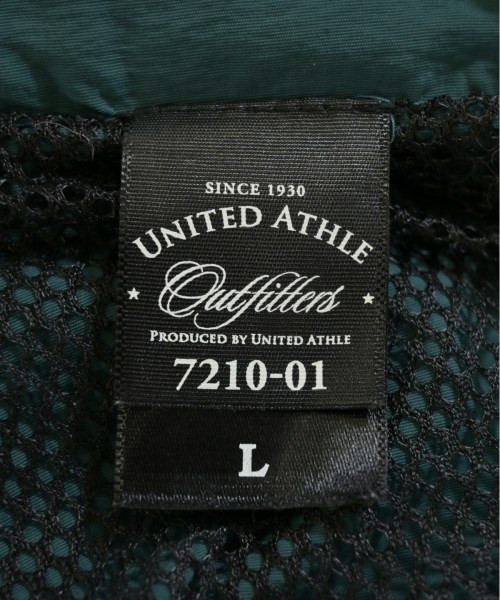 SINCE 1930
UNITED ATHLE
Outfitters
PRODUCED BY UNITED ATHLE
7210-01
L